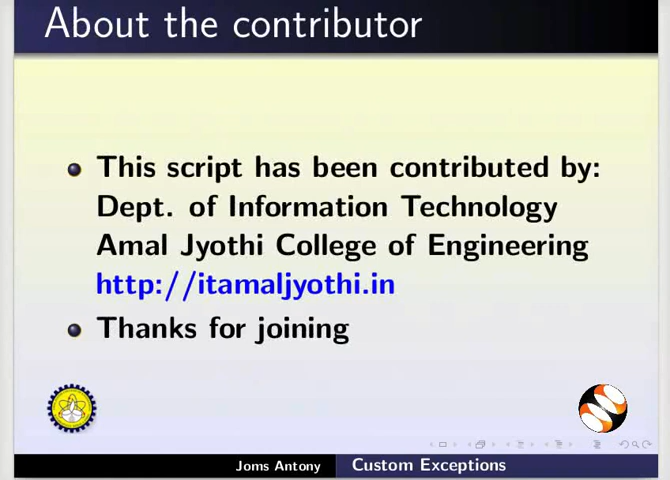 About the contributor
This script has been contributed by:
Dept. of Information Technology
Amal Jyothi College of Engineering
http://itamaljyothi.in
Thanks for joining
Joms Antony Custom Exceptions